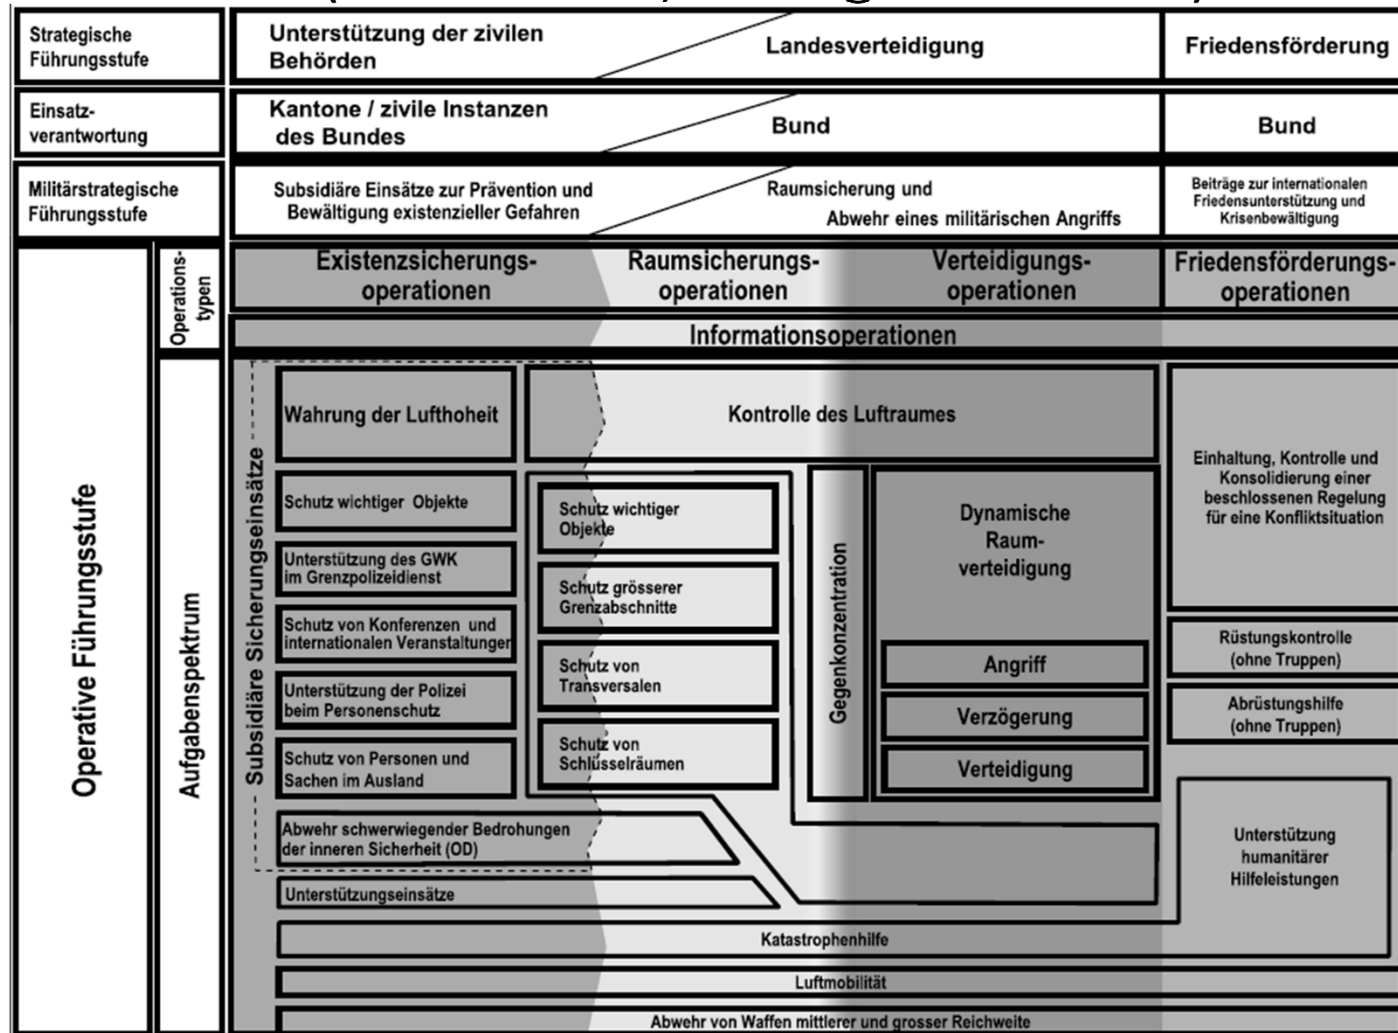 Strategische
Führungsstufe
Unterstützung der zivilen
Behörden
Landesverteidigung
Friedensförderung
Einsatz-
verantwortung
Kantone / zivile Instanzen
des Bundes
Bund
Bund
Militärstrategische
Führungsstufe
Subsidiäre Einsätze zur Prävention und
Bewältigung existenzieller Gefahren
Raumsicherung und
Abwehr eines militärischen Angriffs
Beiträge zur internationalen
Friedensunterstützung und
Krisenbewältigung
Operative Führungsstufe
Operations-
typen
Existenzsicherungs-
operationen
Raumsicherungs-
operationen
Verteidigungs-
operationen
Friedensförderungs-
operationen
Informationsoperationen
Aufgabenspektrum
Subsidiäre Sicherungseinsätze
Wahrung der Lufthoheit
Schutz wichtiger Objekte
Unterstützung des GWK
im Grenzpolizeidienst
Schutz von Konferenzen und
internationalen Veranstaltungen
Unterstützung der Polizei
beim Personenschutz
Schutz von Personen und
Sachen im Ausland
Abwehr schwerwiegender Bedrohungen
der inneren Sicherheit (OD)
Unterstützungseinsätze
Kontrolle des Luftraumes
Schutz wichtiger
Objekte
Schutz grösserer
Grenzabschnitte
Schutz von
Transversalen
Schutz von
Schlüsselräumen
Gegenkonzentration
Dynamische
Raum-
verteidigung
Angriff
Verzögerung
Verteidigung
Einhaltung, Kontrolle und
Konsolidierung einer
beschlossenen Regelung
für eine Konfliktsituation
Rüstungskontrolle
(ohne Truppen)
Abrüstungshilfe
(ohne Truppen)
Unterstützung
humanitärer
Hilfeleistungen
Katastrophenhilfe
Luftmobilität
Abwehr von Waffen mittlerer und grosser Reichweite